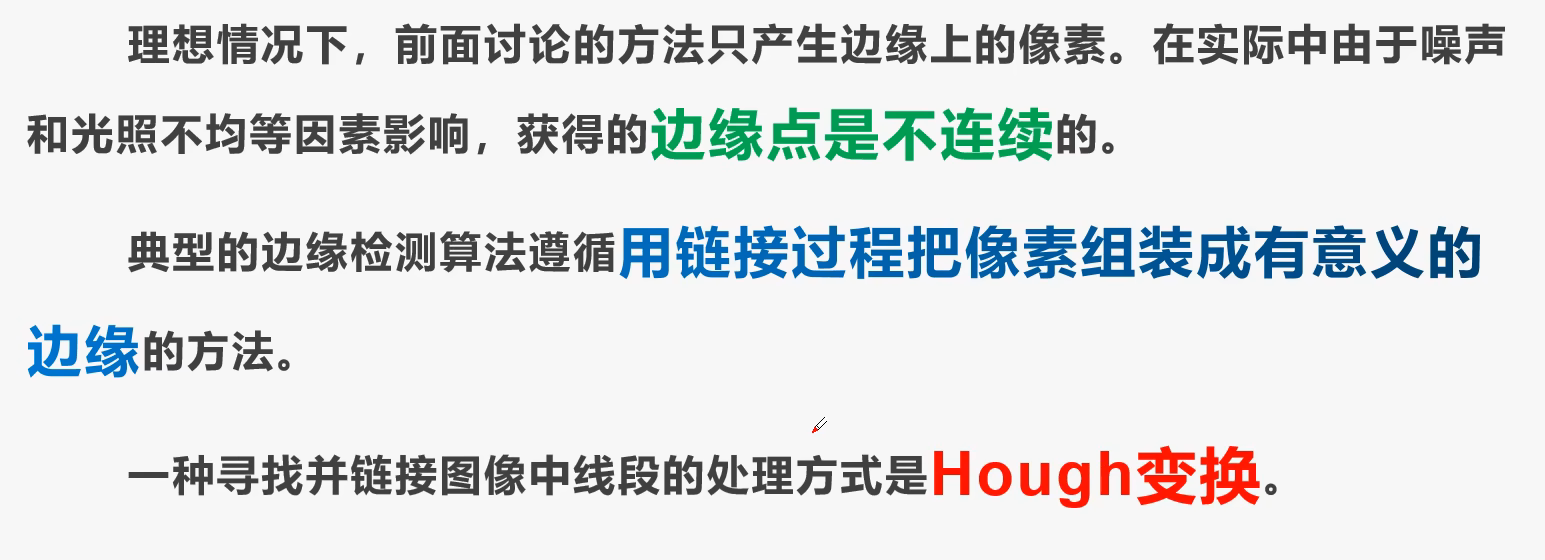 理想情况下，前面讨论的方法只产生边缘上的像素。在实际中由于噪声
和光照不均等因素影响，获得的边缘点是不连续的。
典型的边缘检测算法遵循用链接过程把像素组装成有意义的
边缘的方法。
一种寻找并链接图像中线段的处理方式是Hough变换。